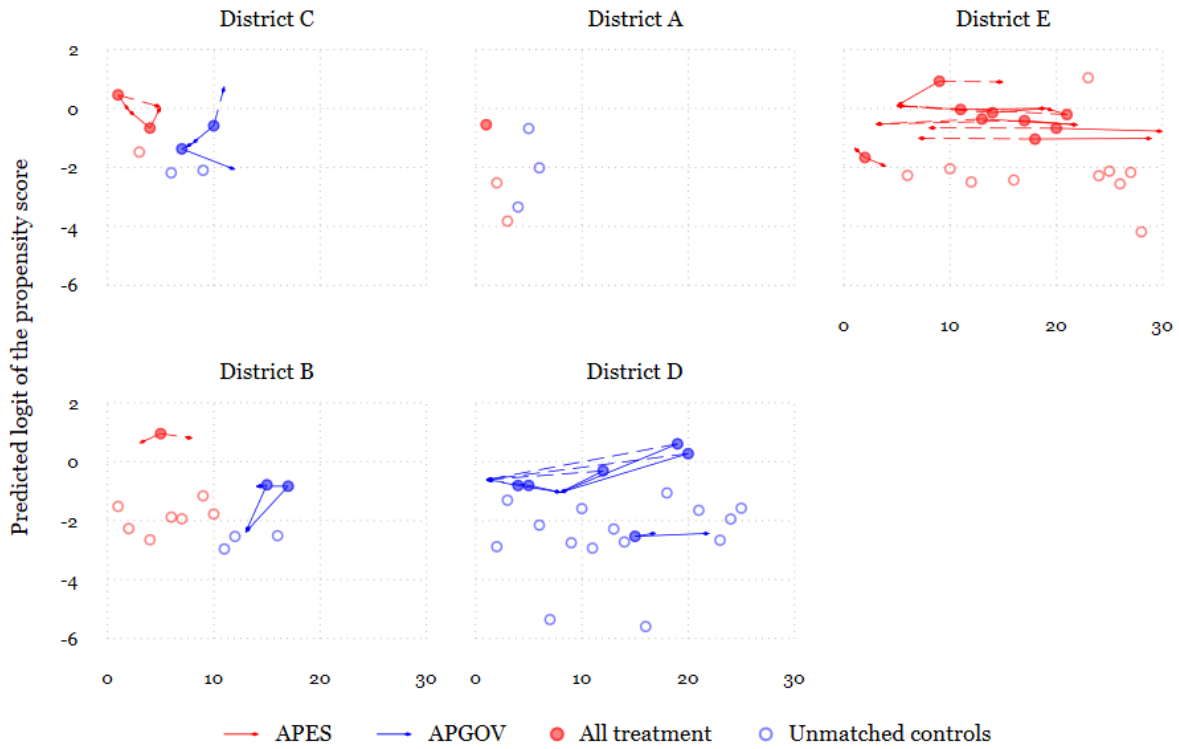 District C
District A
District E
Predicted logit of the propensity score
2
0
-2
-4
-6
0 10 20 30
District B
District D
2
0
-2
-4
-6
0 10 20 30
0 10 20 30
APES
APGOV
All treatment
Unmatched controls